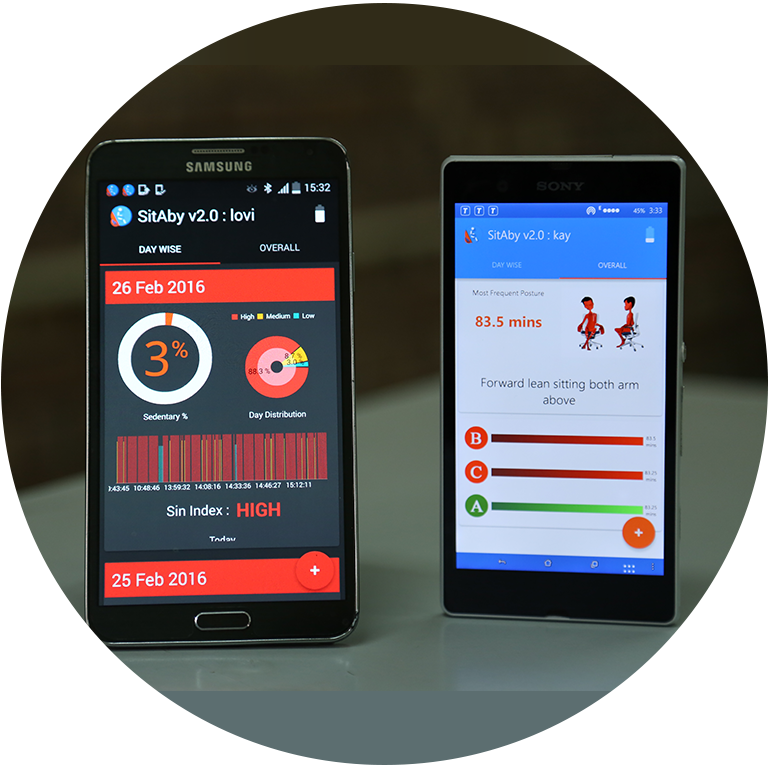 SAMSUNG
15:32
SitAby v2.0 : lovi
DAY WISE
OVERALL
26 Feb 2016
High
Medium
Low
3%
88.3 %
8.7 %
3.0 %
Sedentary %
Day Distribution
10:48:46 13:59:32 14:08:16 14:33:36 14:46:27 15:12:11
Sin Index : HIGH
Today
25 Feb 2016
+
SONY
45% 3:33
SitAby v2.0 : kay
DAY WISE
OVERALL
Most Frequent Posture
83.5 mins
Forward lean sitting both arm
above
B
83.5
mins
C
83.25
mins
A
83.25
mins
+